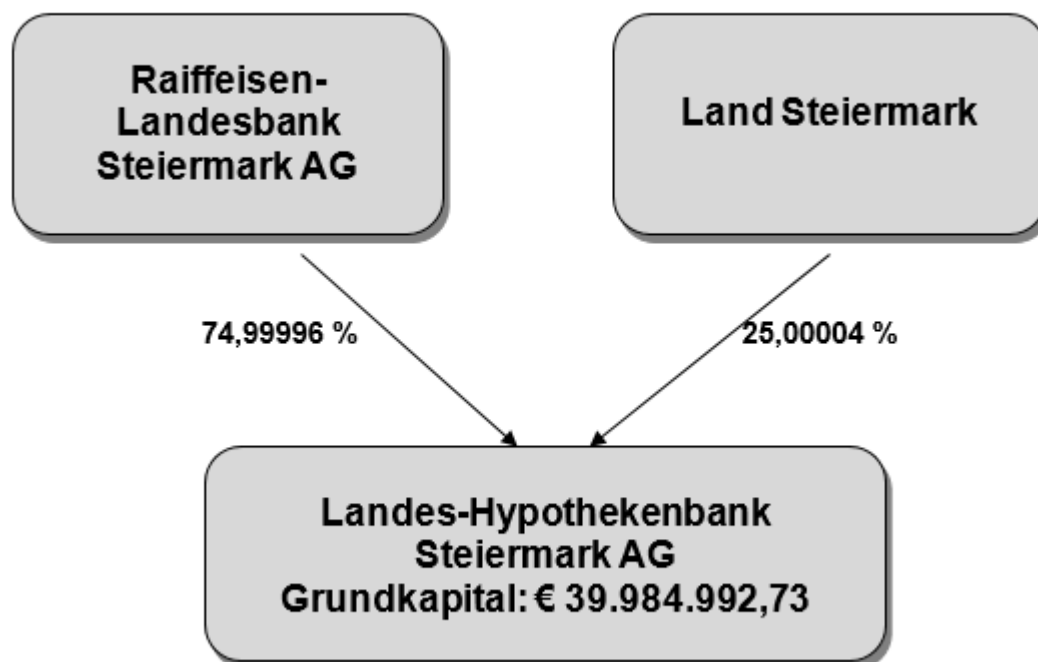 Raiffeisen-
Landesbank
Steiermark AG
Land Steiermark
74,99996 %
25,00004 %
Landes-Hypothekenbank
Steiermark AG
Grundkapital: € 39.984.992,73